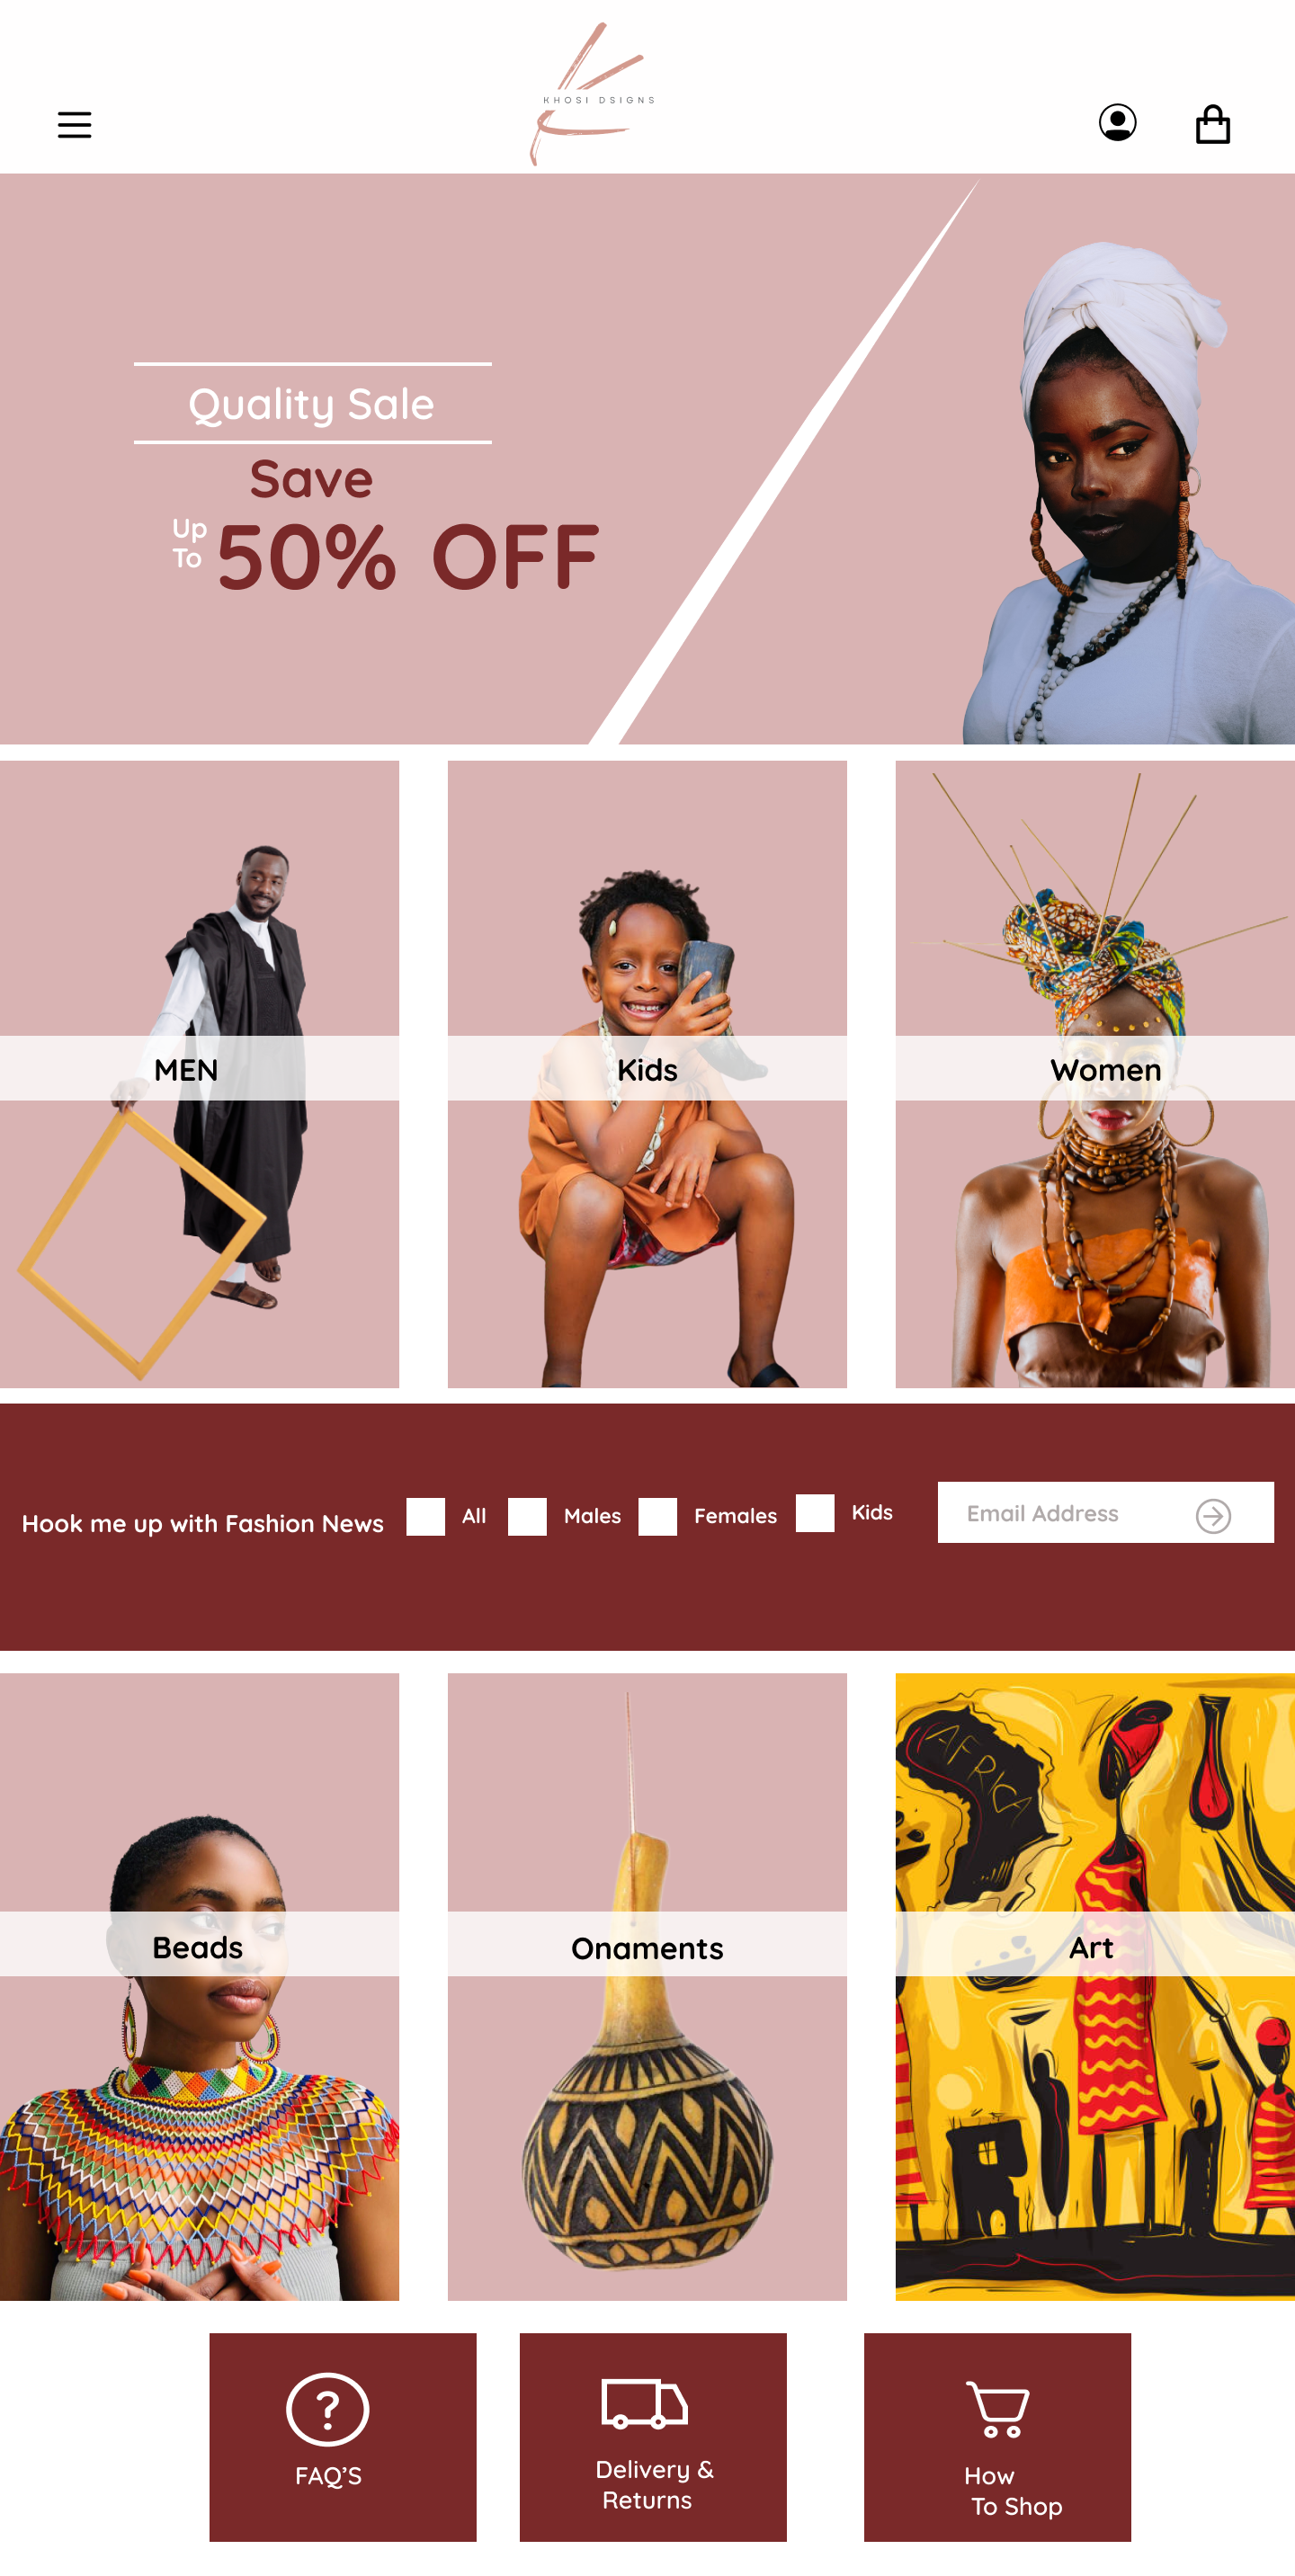 KHOSI DSIGNS
Quality Sale
Save
Up
To
50% OFF
MEN
Kids
Women
Hook me up with Fashion News
All
Males
Females
Kids
Email Address
AFRICA
Beads
Onaments
Art
?
FAQ'S
Delivery &
Returns
How
To Shop